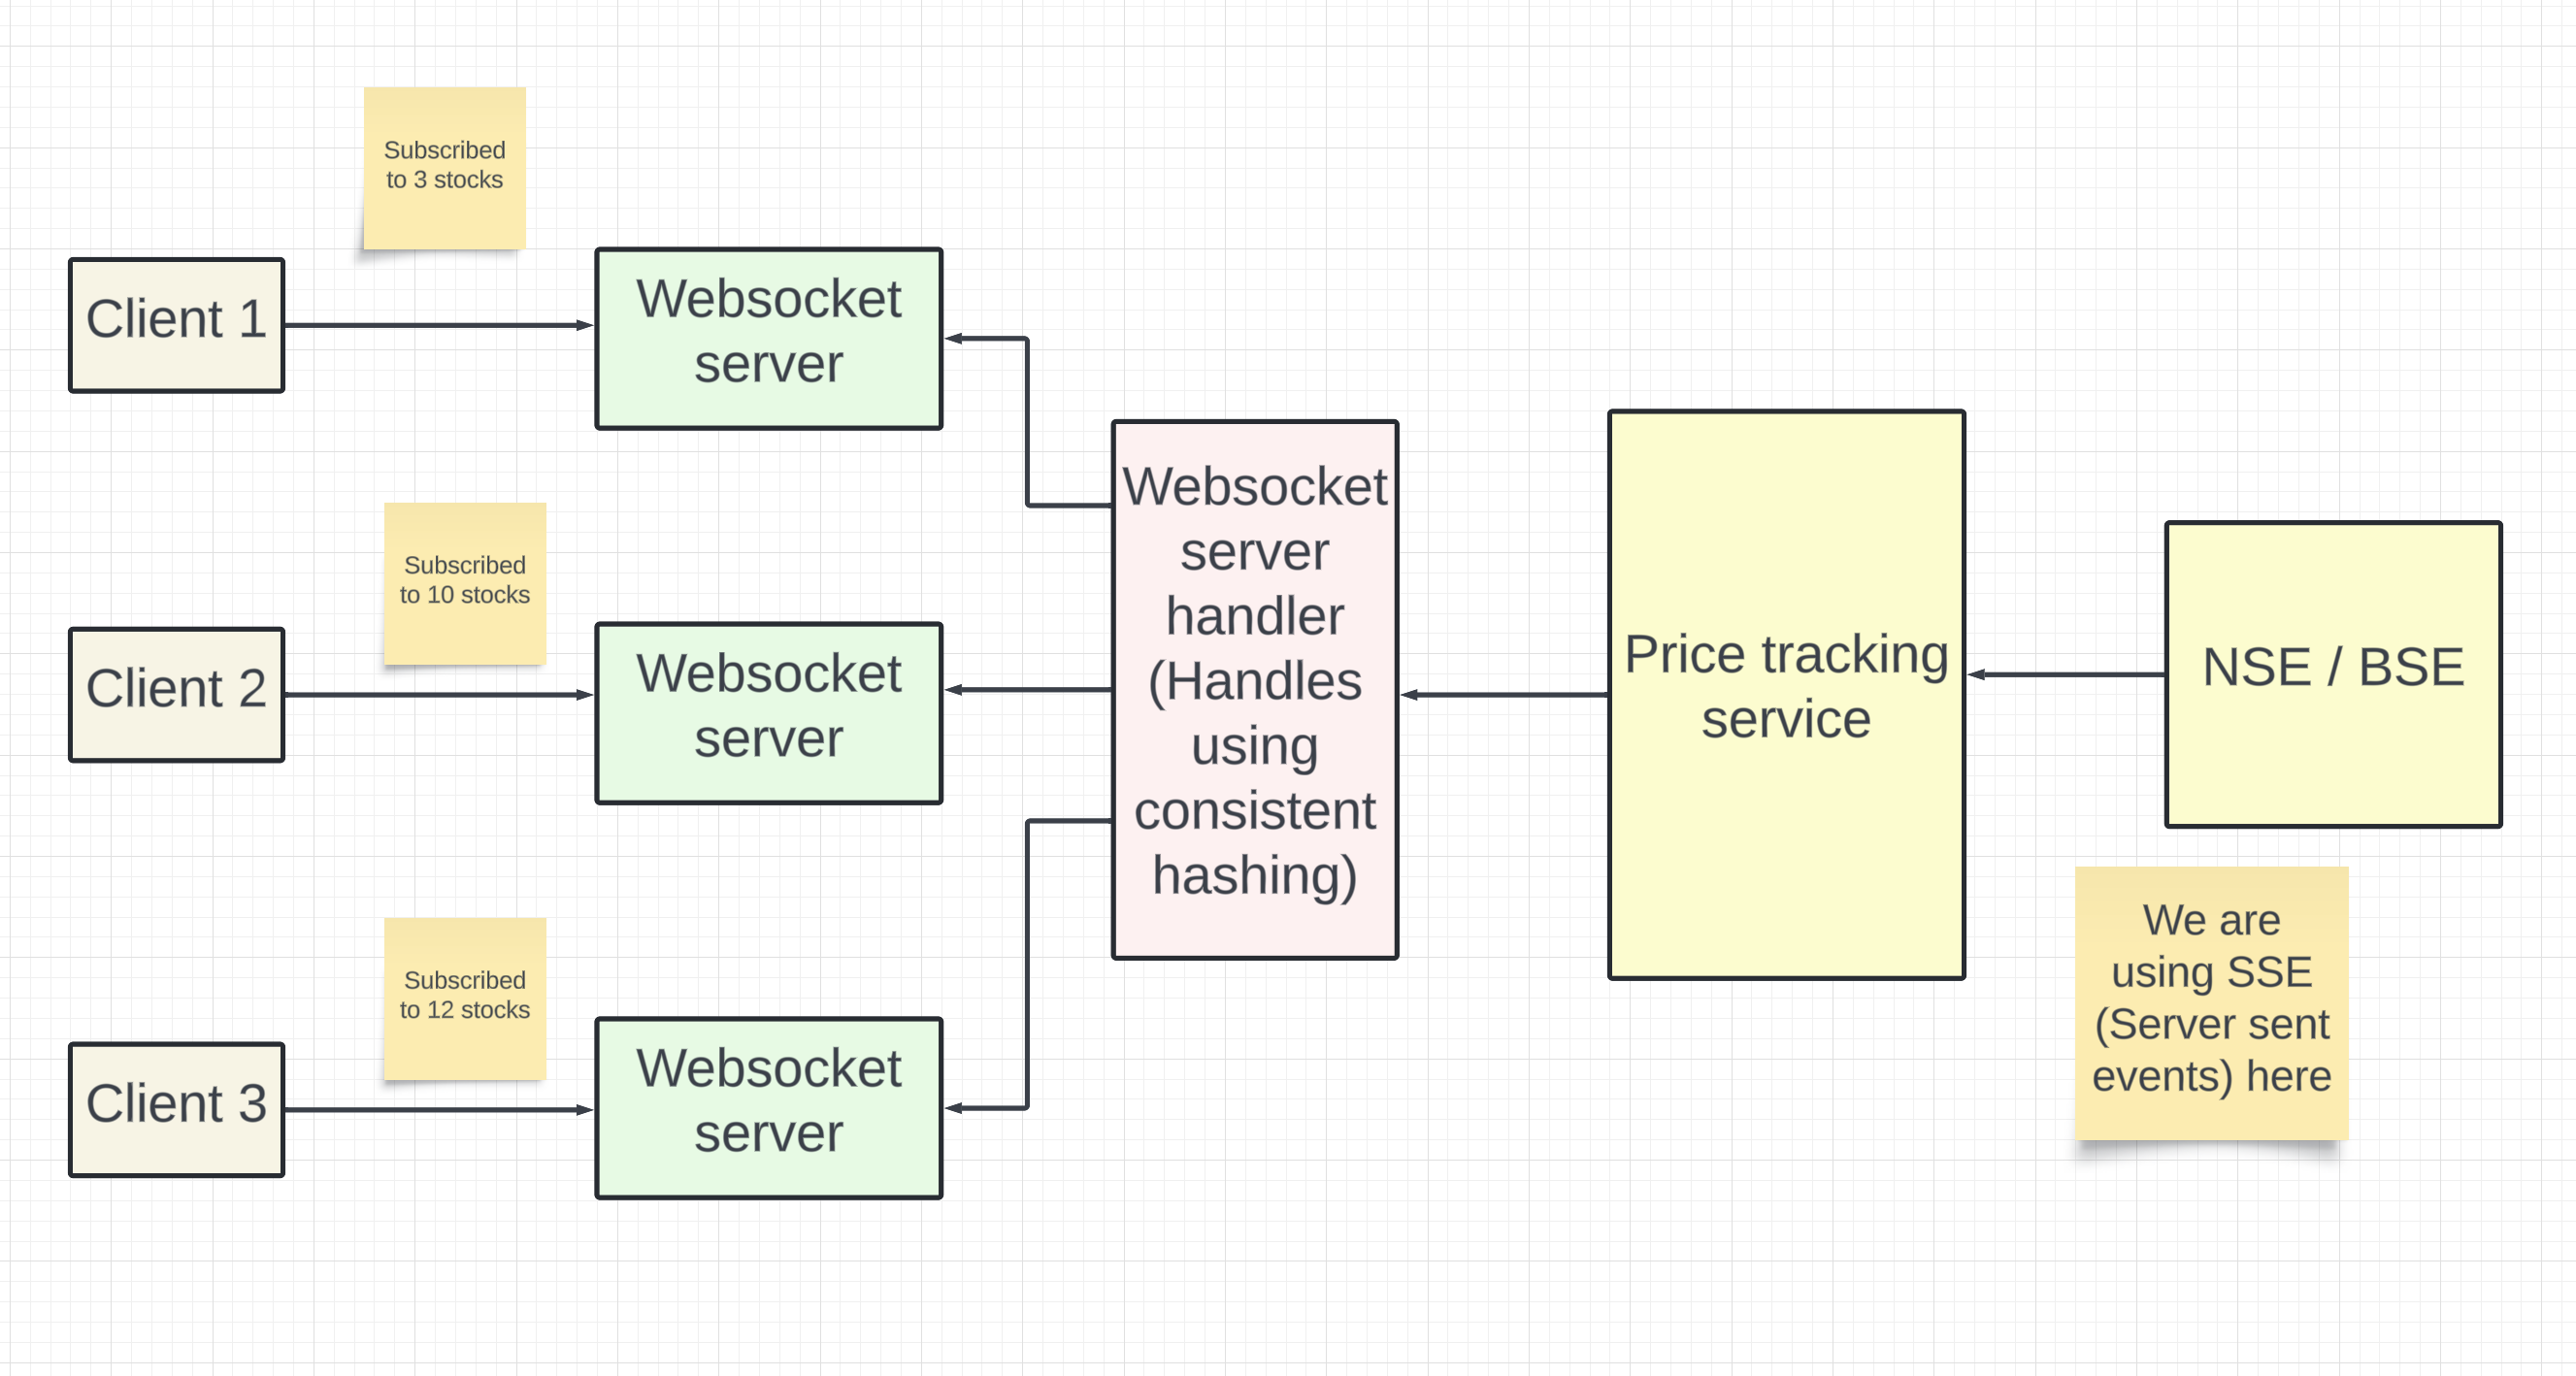 Subscribed
to 3 stocks
Client 1
Websocket
server
Subscribed
to 10 stocks
Client 2
Websocket
server
Subscribed
to 12 stocks
Client 3
Websocket
server
Websocket
server
handler
(Handles
using
consistent
hashing)
Price tracking
service
NSE / BSE
We are
using SSE
(Server sent
events) here